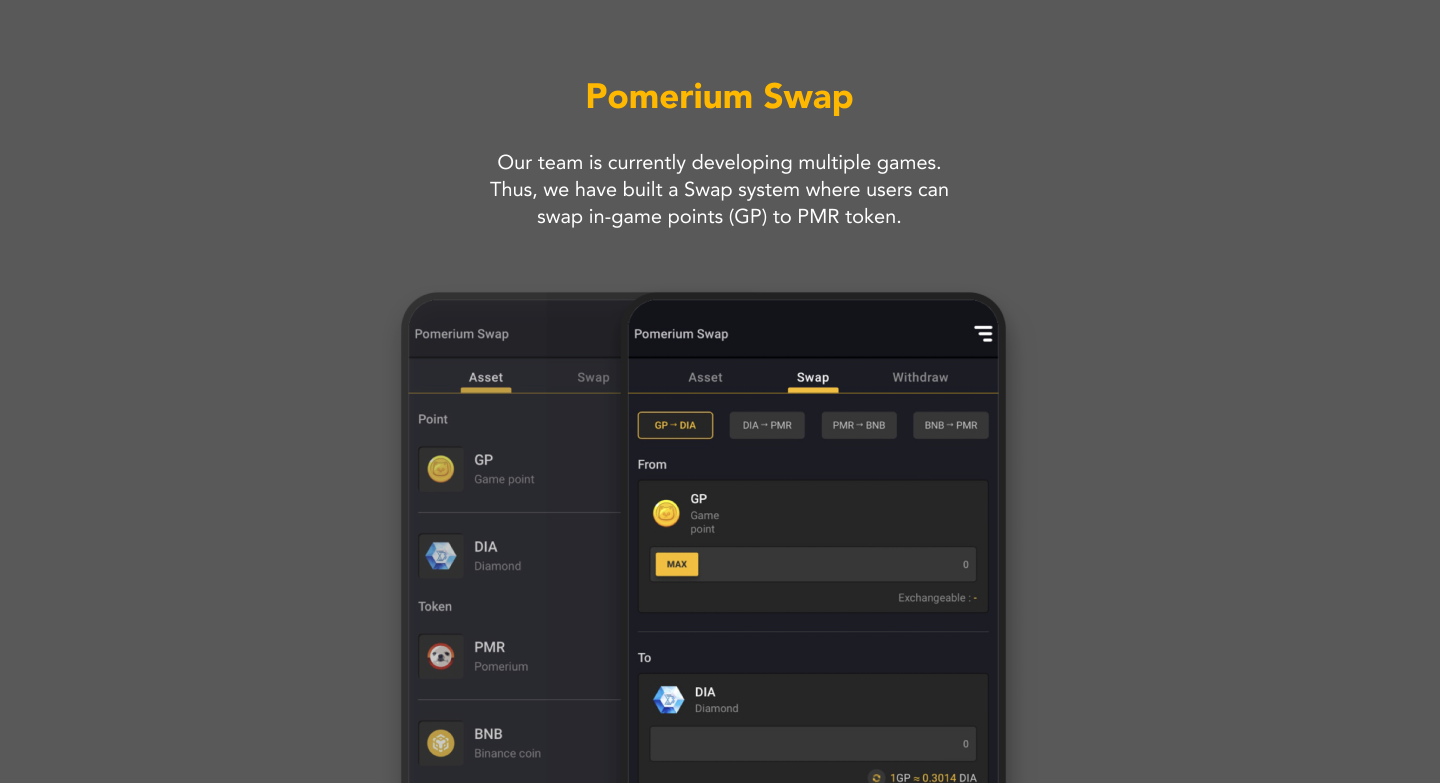 Pomerium Swap
Our team is currently developing multiple games.
Thus, we have built a Swap system where users can
swap in-game points (GP) to PMR token.
Pomerium Swap
Asset Swap
Point
GP
Game point
DIA
Diamond
Token
PMR
Pomerium
BNB
Binance coin
Pomerium Swap
Asset Swap Withdraw
GP → DIA DIA → PMR PMR → BNB BNB → PMR
From
GP
Game
point
MAX 0
Exchangeable : -
To
DIA
Diamond
0
1GP ≈ 0.3014 DIA